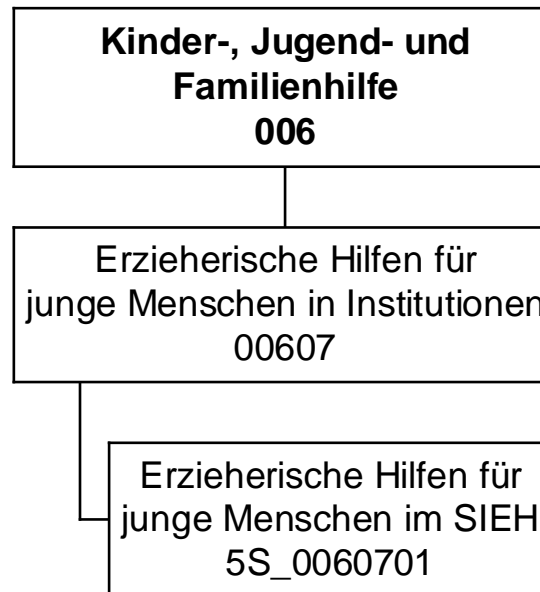 Kinder-, Jugend- und
Familienhilfe
006
Erzieherische Hilfen für
junge Menschen in Institutionen
00607
Erzieherische Hilfen für
junge Menschen im SIEH
5S_0060701